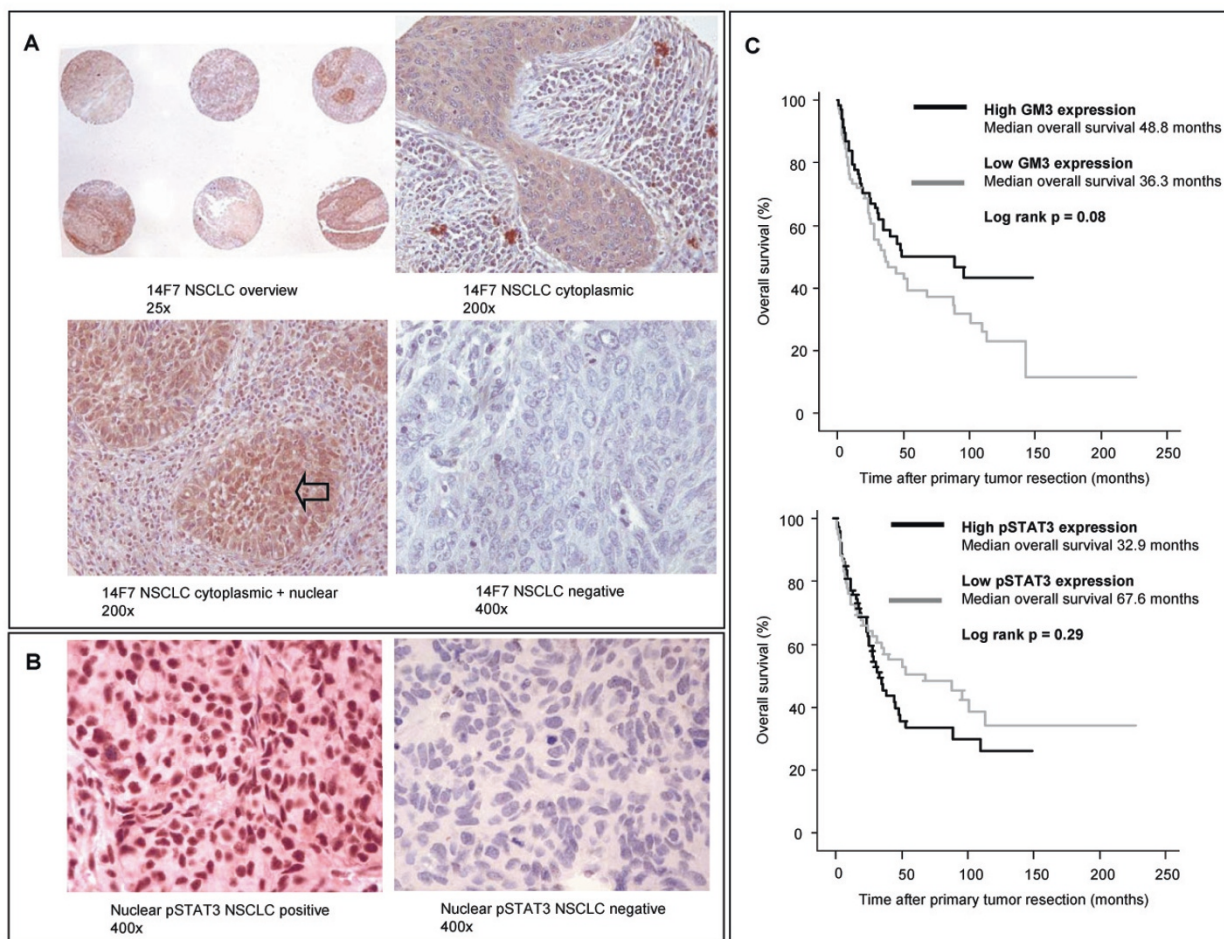 A
14F7 NSCLC overview
25x
14F7 NSCLC cytoplasmic
200x
14F7 NSCLC cytoplasmic + nuclear
200x
14F7 NSCLC negative
400x
B
Nuclear pSTAT3 NSCLC positive
400x
Nuclear pSTAT3 NSCLC negative
400x
C
Overall survival (%)
100
80
60
40
20
0
High GM3 expression
Median overall survival 48.8 months
Low GM3 expression
Median overall survival 36.3 months
Log rank p = 0.08
0 50 100 150 200 250
Time after primary tumor resection (months)
Overall survival (%)
100
80
60
40
20
0
High pSTAT3 expression
Median overall survival 32.9 months
Low pSTAT3 expression
Median overall survival 67.6 months
Log rank p = 0.29
0 50 100 150 200 250
Time after primary tumor resection (months)